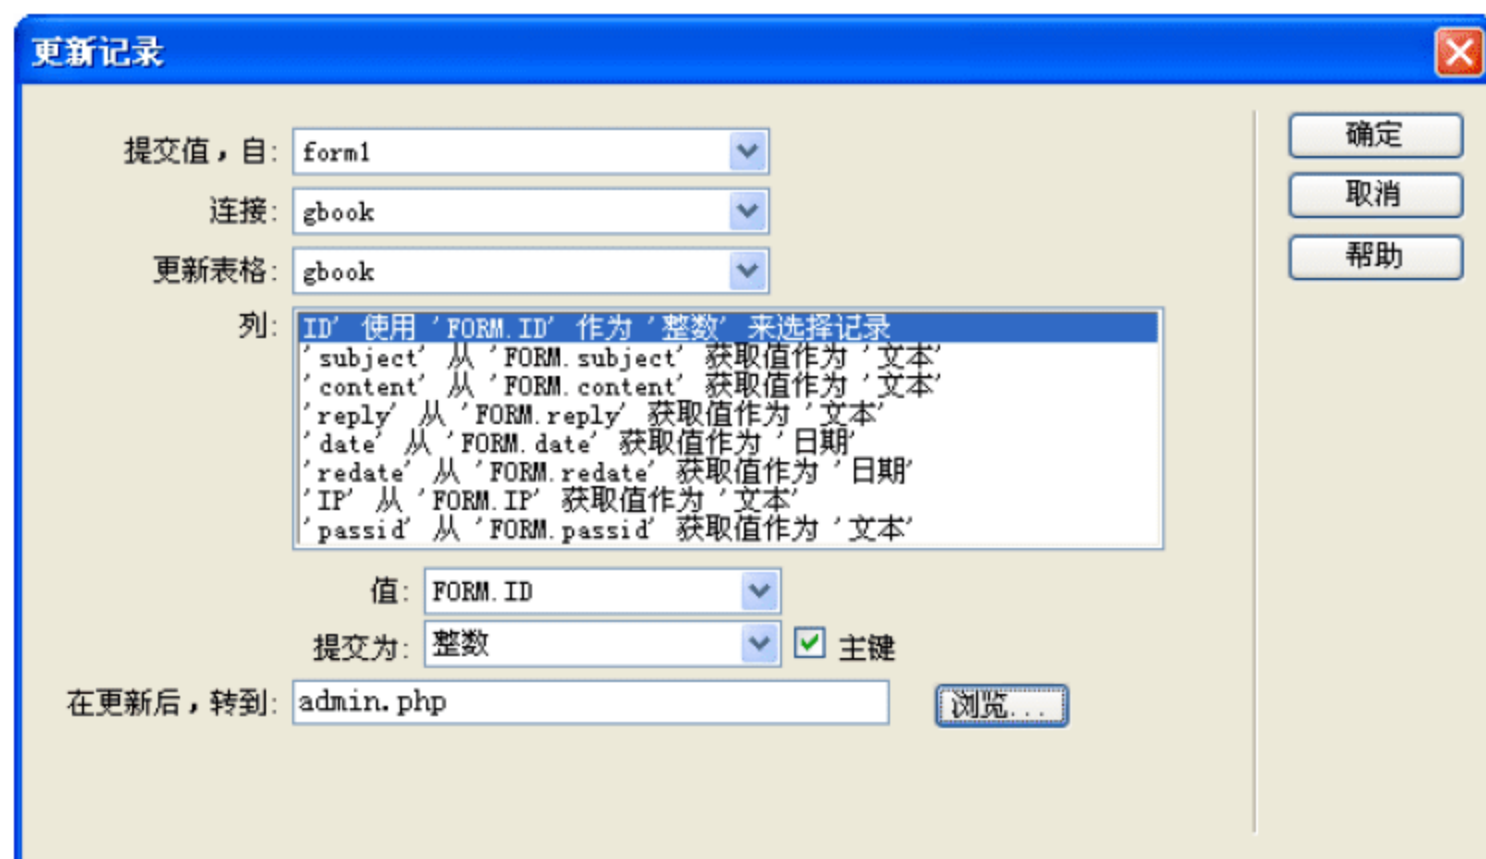 更新记录
提交值，自: form1
确定
连接: gbook
取消
更新表格: gbook
帮助
列: ID' 使用 'FORM.ID' 作为 '整数' 来选择记录
'subject' 从 'FORM.subject' 获取值作为 '文本'
'content' 从 'FORM.content' 获取值作为 '文本'
'reply' 从 'FORM.reply' 获取值作为 '文本'
'date' 从 'FORM.date' 获取值作为 '日期'
'redate' 从 'FORM.redate' 获取值作为 '日期'
'IP' 从 'FORM.IP' 获取值作为 '文本'
'passid' 从 'FORM.passid' 获取值作为 '文本'
值: FORM.ID
提交为: 整数 主键
在更新后，转到: admin.php 浏览...